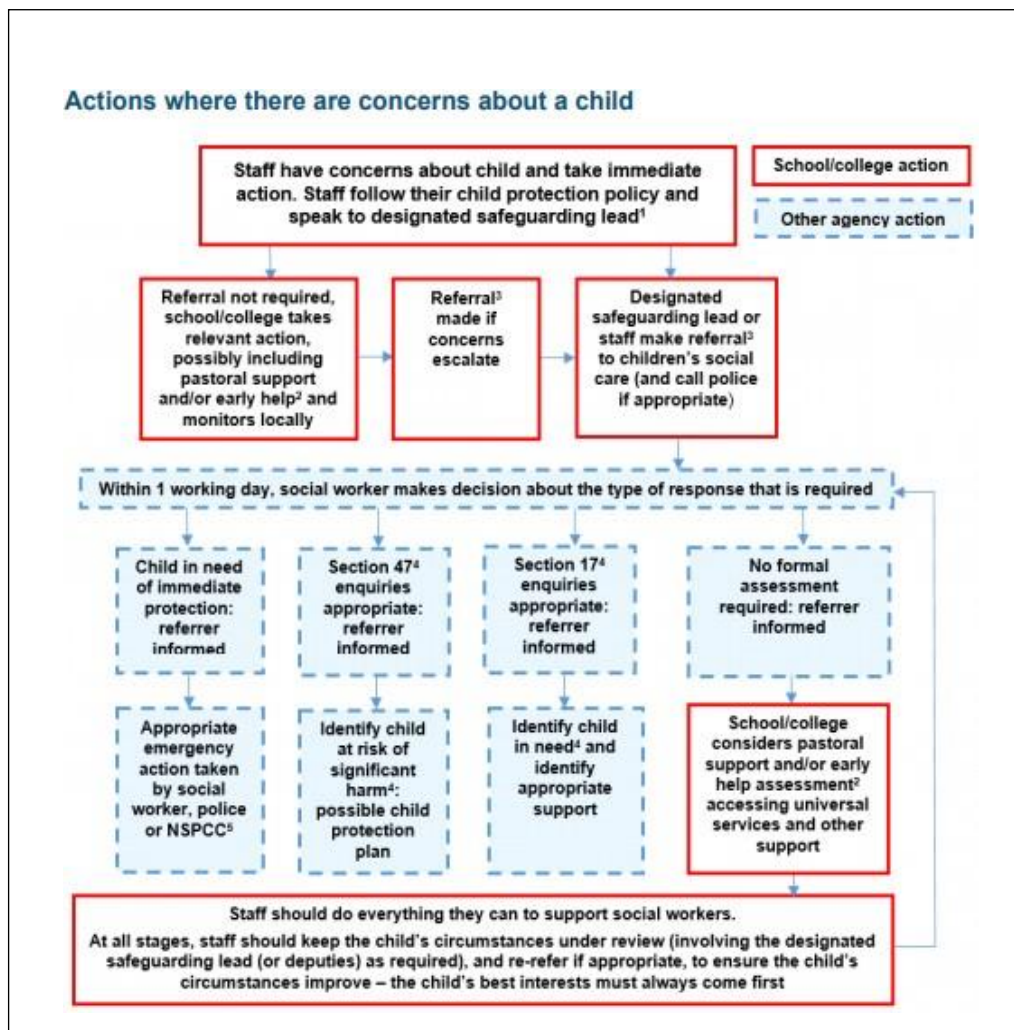 Actions where there are concerns about a child
Staff have concerns about child and take immediate
action. Staff follow their child protection policy and
speak to designated safeguarding lead¹
School/college action
Other agency action
Referral not required,
school/college takes
relevant action,
possibly including
pastoral support
and/or early help² and
monitors locally
Referral³
made if
concerns
escalate
Designated
safeguarding lead or
staff make referral³
to children's social
care (and call police
if appropriate)
Within 1 working day, social worker makes decision about the type of response that is required
Child in need
of immediate
protection:
referrer
informed
Section 47⁴
enquiries
appropriate:
referrer
informed
Section 17⁴
enquiries
appropriate:
referrer
informed
No formal
assessment
required: referrer
informed
Appropriate
emergency
action taken
by social
worker, police
or NSPCC⁵
Identify child
at risk of
significant
harm⁴:
possible child
protection
plan
Identify child
in need⁴ and
identify
appropriate
support
School/college
considers pastoral
support and/or early
help assessment²
accessing universal
services and other
support
Staff should do everything they can to support social workers.
At all stages, staff should keep the child's circumstances under review (involving the designated
safeguarding lead (or deputies) as required), and re-refer if appropriate, to ensure the child's
circumstances improve – the child's best interests must always come first